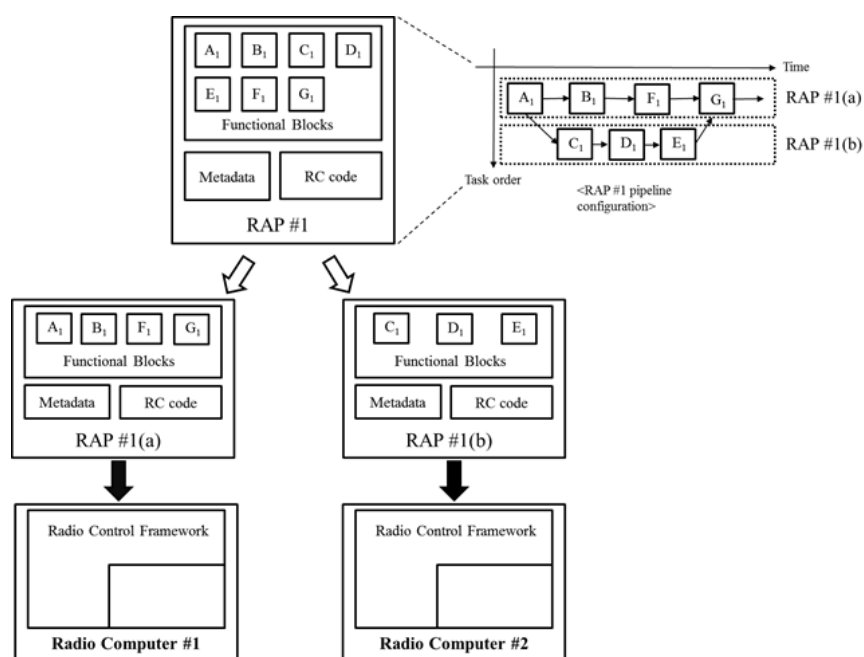 A₁ B₁ C₁ D₁
E₁ F₁ G₁
Functional Blocks
Metadata RC code
RAP #1
Time
A₁ B₁ F₁ G₁ RAP #1(a)
C₁ D₁ E₁ RAP #1(b)
Task order
<RAP #1 pipeline
configuration>
A₁ B₁ F₁ G₁
Functional Blocks
Metadata RC code
RAP #1(a)
C₁ D₁ E₁
Functional Blocks
Metadata RC code
RAP #1(b)
Radio Control Framework
Radio Computer #1
Radio Control Framework
Radio Computer #2